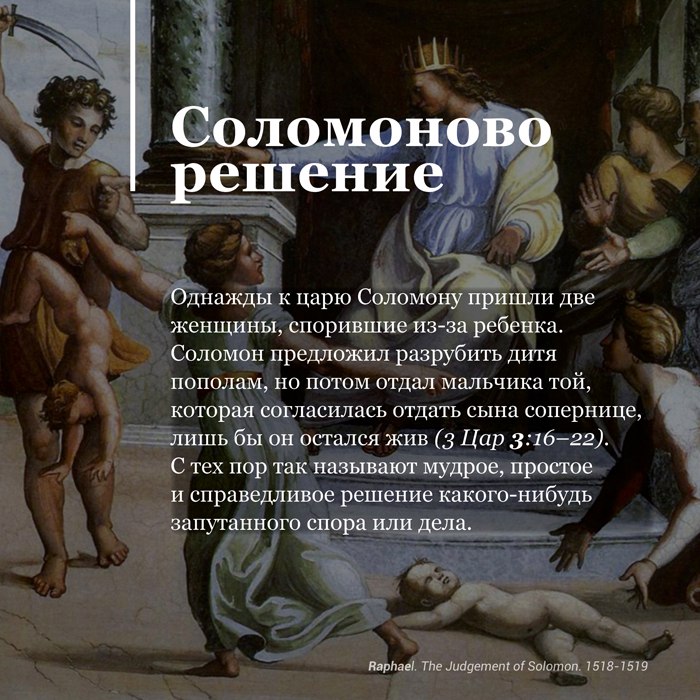 Соломоново
решение
Однажды к царю Соломону пришли две
женщины, спорившие из-за ребенка.
Соломон предложил разрубить дитя
пополам, но потом отдал мальчика той,
которая согласилась отдать сына сопернице,
лишь бы он остался жив (3 Цар 3:16–22).
С тех пор так называют мудрое, простое
и справедливое решение какого-нибудь
запутанного спора или дела.
Raphael. The Judgement of Solomon. 1518-1519